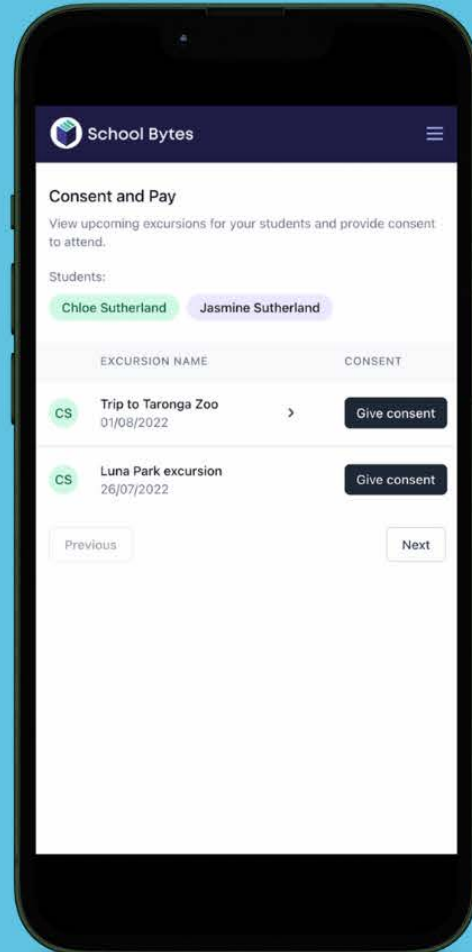 School Bytes
Consent and Pay
View upcoming excursions for your students and provide consent
to attend.
Students:
Chloe Sutherland Jasmine Sutherland
EXCURSION NAME CONSENT
CS Trip to Taronga Zoo > Give consent
01/08/2022
CS Luna Park excursion Give consent
26/07/2022
Previous Next